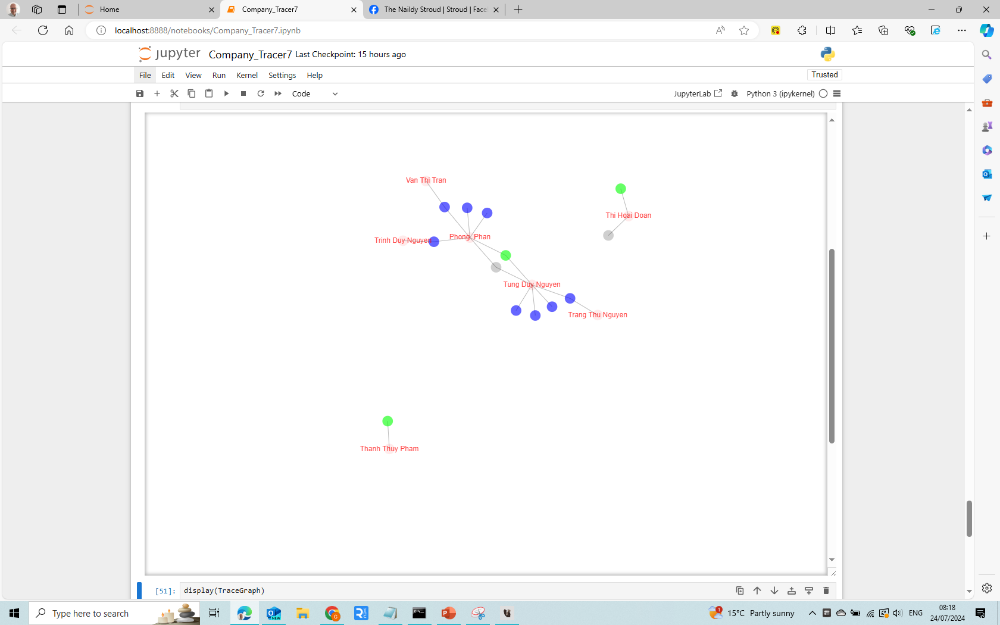 Home
Company_Tracer7
The Naildy Stroud | Stroud | Face
localhost:8888/notebooks/Company_Tracer7.ipynb
jupyter Company_Tracer7 Last Checkpoint: 15 hours ago
File Edit View Run Kernel Settings Help
Trusted
Code
JupyterLab
Python 3 (ipykernel)
Van Thi Tran
Thi Hoai Doan
Phong Phan
Trinh Duy Nguyen
Tung Duy Nguyen
Trang Thu Nguyen
Thanh Thuy Pham
[51]: display(TraceGraph)
Type here to search
NEW
1
15°C Partly sunny
ENG
08:18
24/07/2024